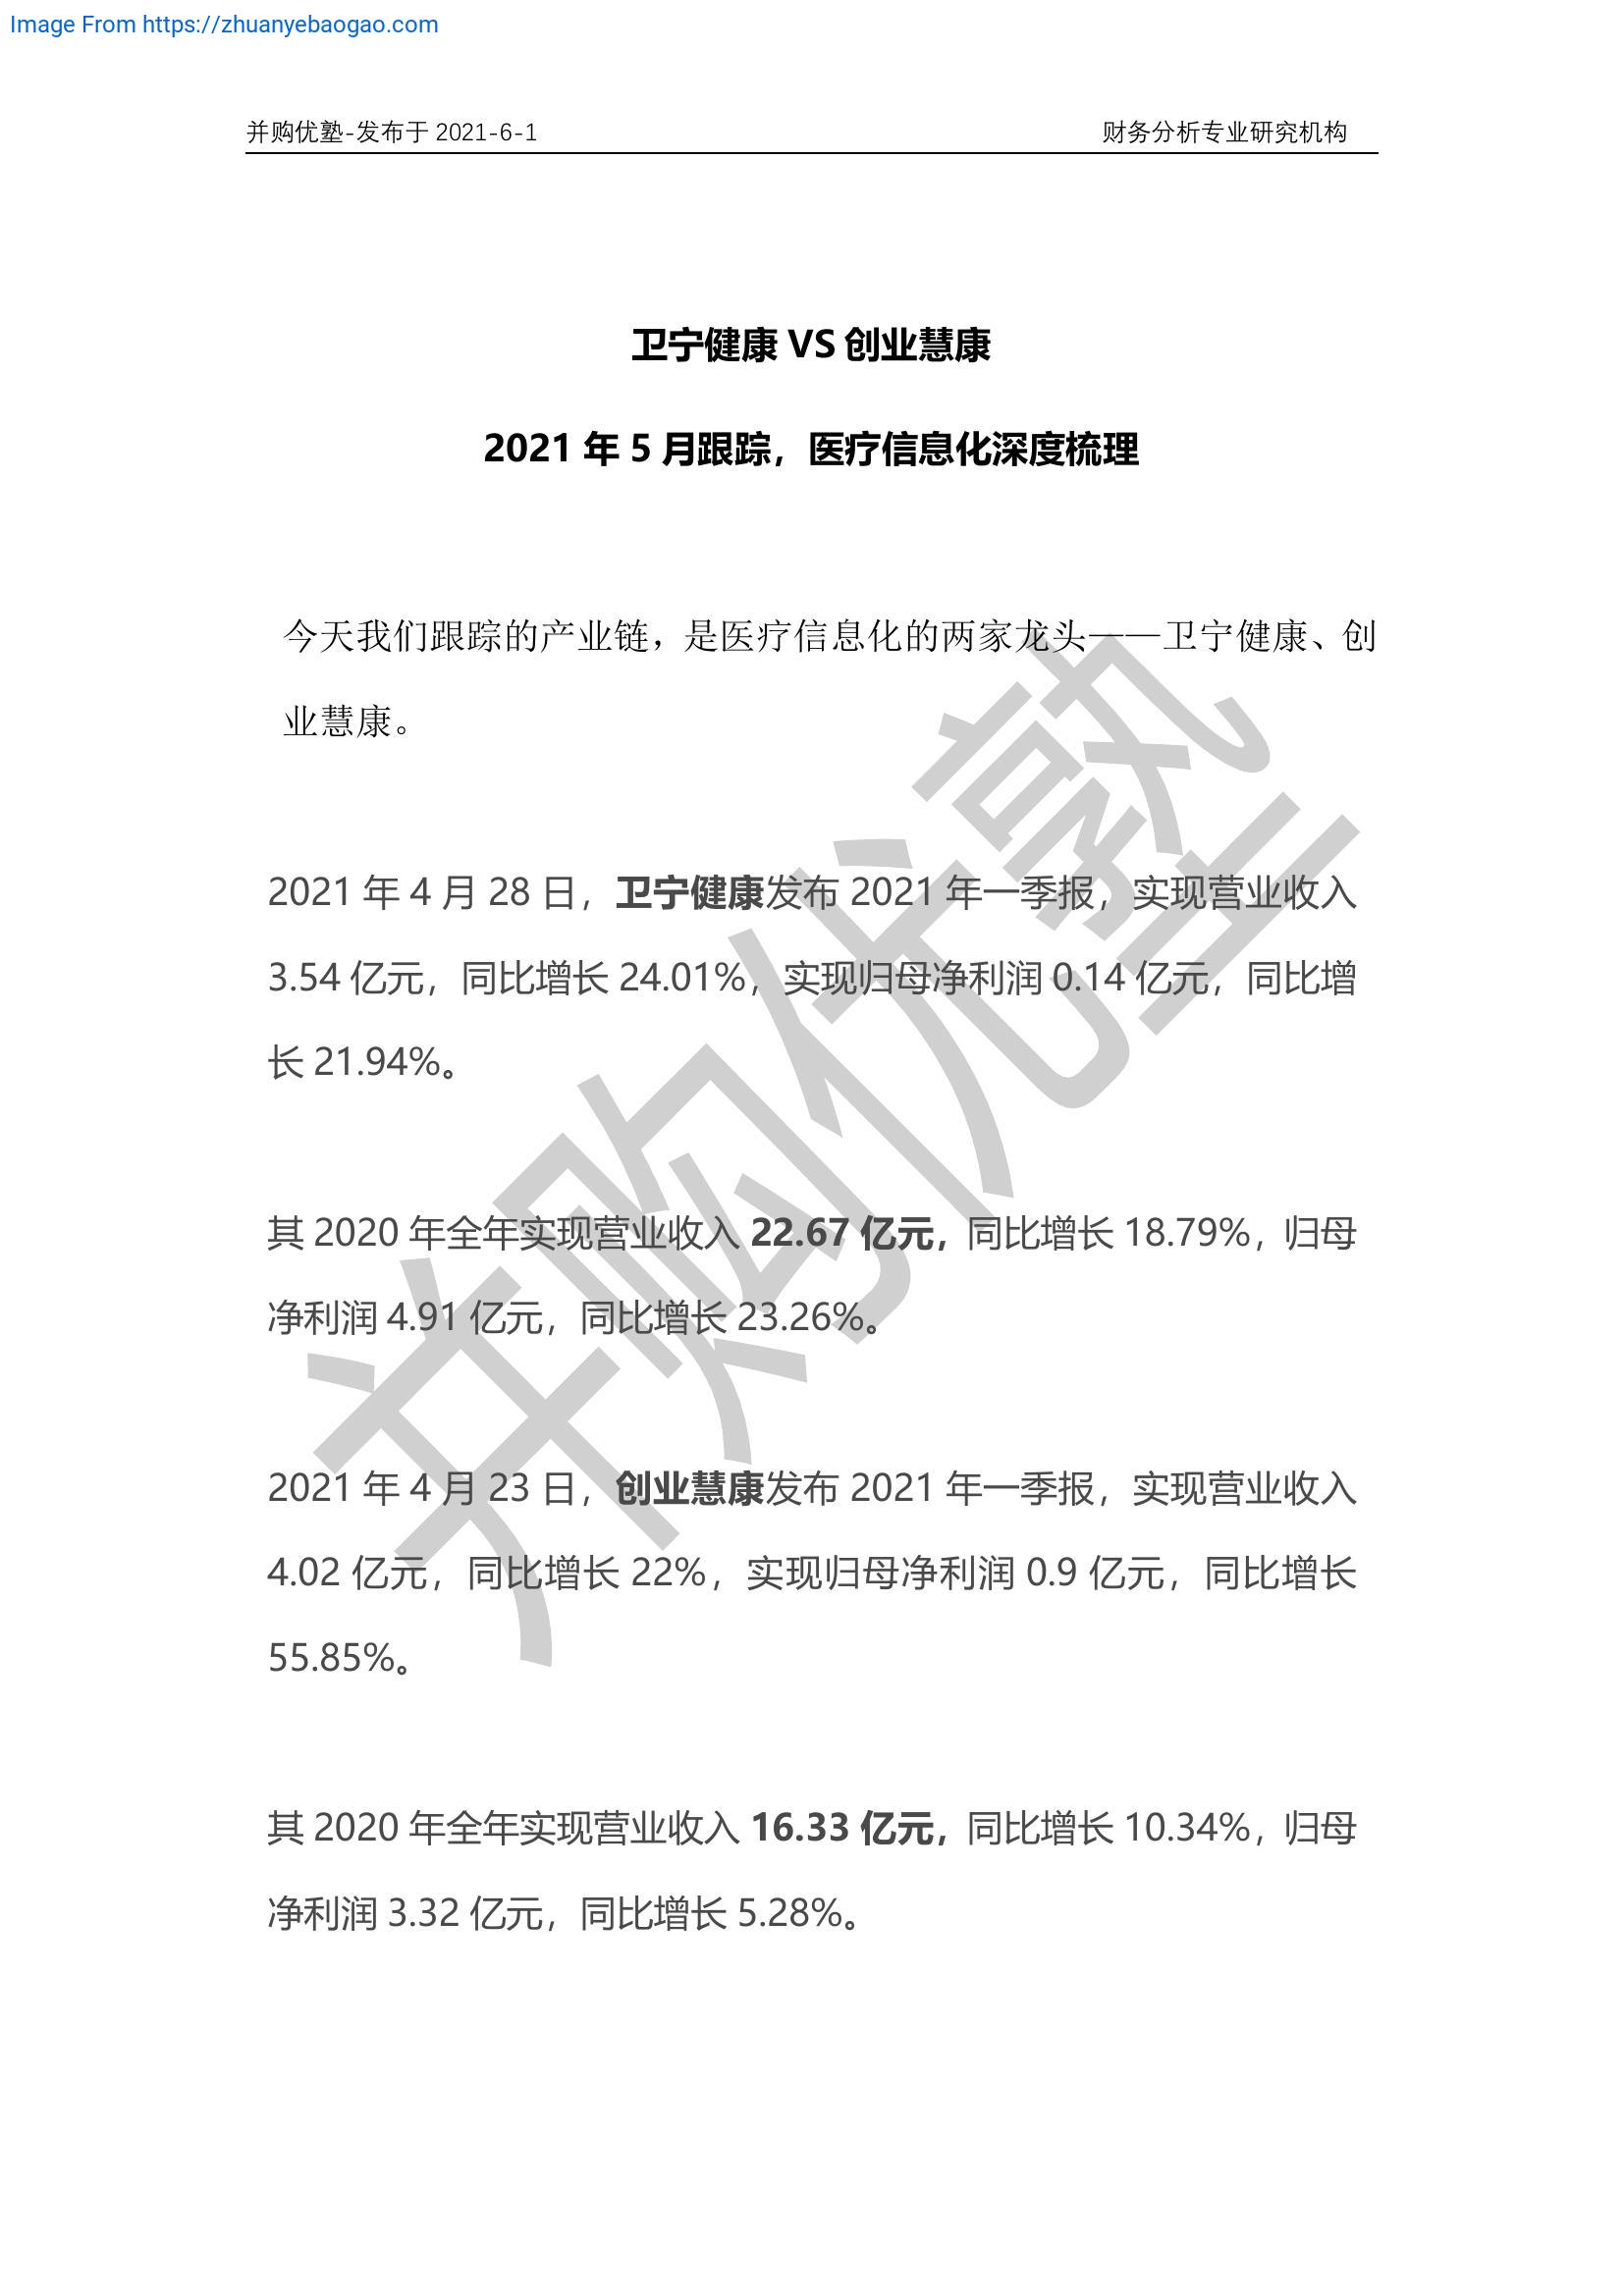 Image From https://zhuanyebaogao.com
并购优塾-发布于 2021-6-1 财务分析专业研究机构
卫宁健康 VS 创业慧康
2021 年 5 月跟踪，医疗信息化深度梳理
今天我们跟踪的产业链，是医疗信息化的两家龙头——卫宁健康、创
业慧康。
2021 年 4 月 28 日，卫宁健康发布 2021 年一季报，实现营业收入
3.54 亿元，同比增长 24.01%，实现归母净利润 0.14 亿元，同比增
长 21.94%。
其 2020 年全年实现营业收入 22.67 亿元，同比增长 18.79%，归母
净利润 4.91 亿元，同比增长 23.26%。
2021 年 4 月 23 日，创业慧康发布 2021 年一季报，实现营业收入
4.02 亿元，同比增长 22%，实现归母净利润 0.9 亿元，同比增长
55.85%。
其 2020 年全年实现营业收入 16.33 亿元，同比增长 10.34%，归母
净利润 3.32 亿元，同比增长 5.28%。
并购优塾